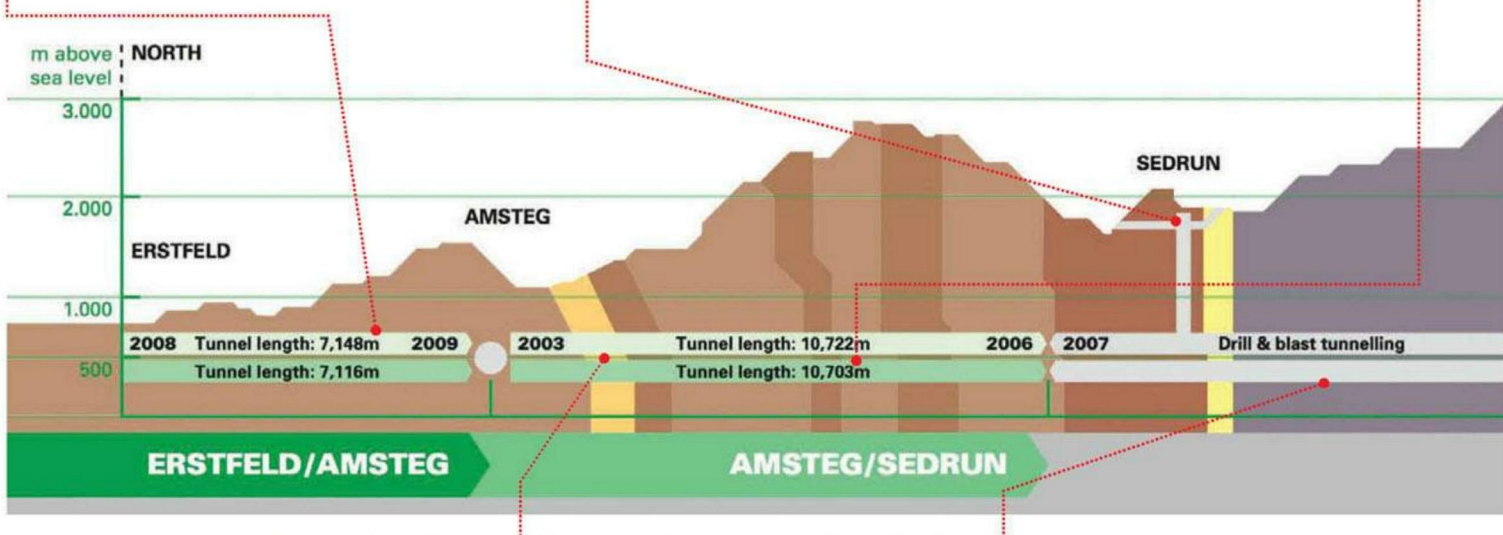 m above
sea level
NORTH
3.000
2.000
1.000
500
ERSTFELD
AMSTEG
SEDRUN
2008 Tunnel length: 7,148m 2009
Tunnel length: 7,116m
2003 Tunnel length: 10,722m 2006
Tunnel length: 10,703m
2007 Drill & blast tunnelling
ERSTFELD/AMSTEG
AMSTEG/SEDRUN